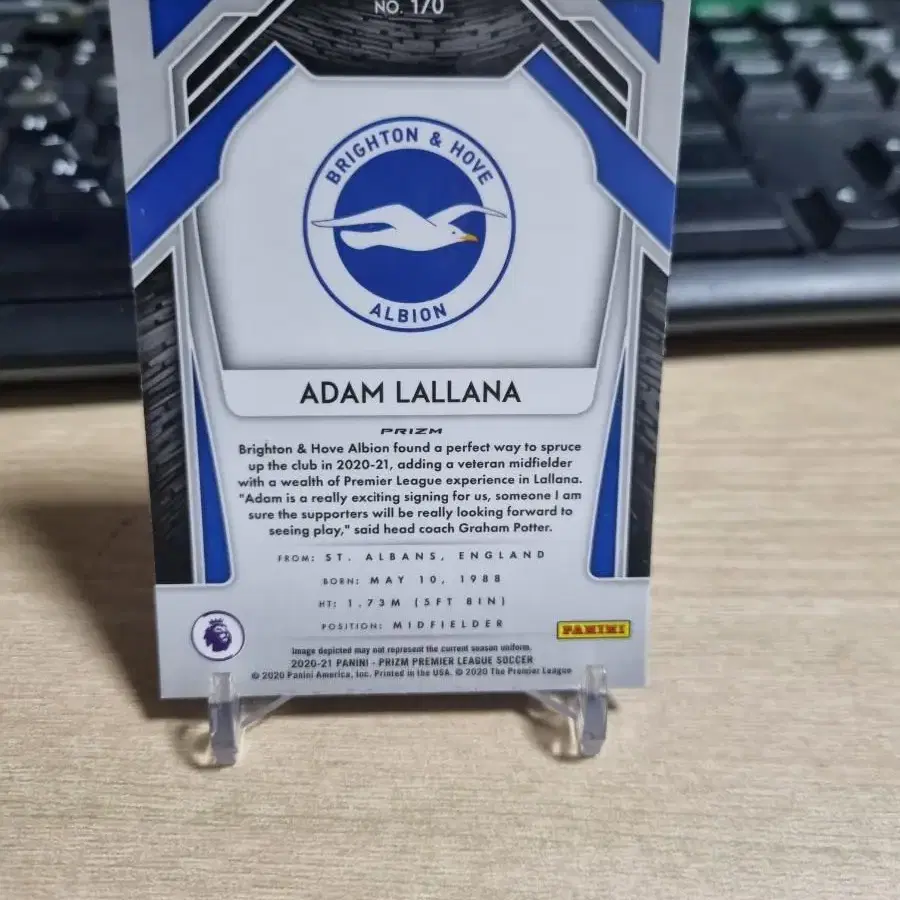 NO. 170
BRIGHTON & HOVE
ALBION
ADAM LALLANA
PRIZM
Brighton & Hove Albion found a perfect way to spruce
up the club in 2020-21, adding a veteran midfielder
with a wealth of Premier League experience in Lallana.
"Adam is a really exciting signing for us, someone I am
sure the supporters will be really looking forward to
seeing play," said head coach Graham Potter.
FROM: ST. ALBANS, ENGLAND
BORN: MAY 10, 1988
HT: 1.73M (5FT 8IN)
POSITION: MIDFIELDER
PANINI
Image depicted may not represent the current season uniform.
2020-21 PANINI - PRIZM PREMIER LEAGUE SOCCER
© 2020 Panini America, Inc. Printed in the USA. © 2020 The Premier League